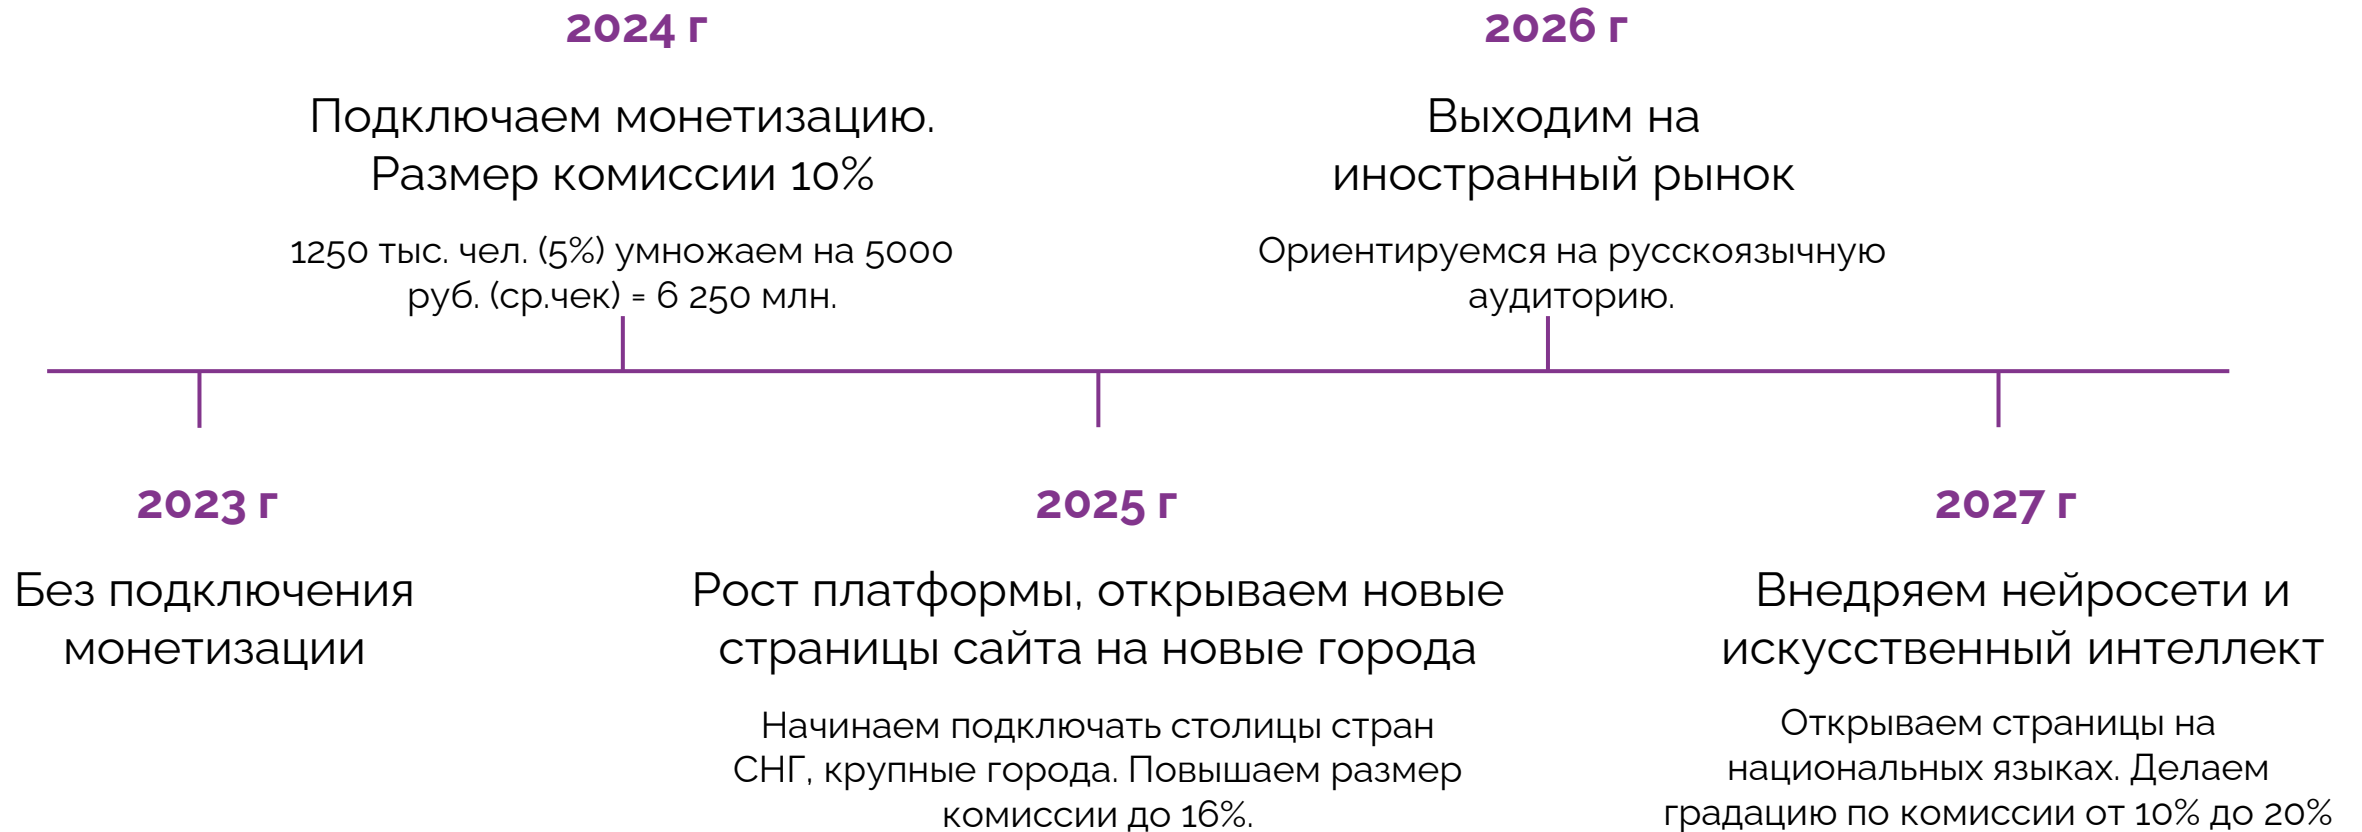 2024 г
Подключаем монетизацию.
Размер комиссии 10%
1250 тыс. чел. (5%) умножаем на 5000
руб. (ср.чек) = 6 250 млн.
2026 г
Выходим на
иностранный рынок
Ориентируемся на русскоязычную
аудиторию.
2023 г
Без подключения
монетизации
2025 г
Рост платформы, открываем новые
страницы сайта на новые города
Начинаем подключать столицы стран
СНГ, крупные города. Повышаем размер
комиссии до 16%.
2027 г
Внедряем нейросети и
искусственный интеллект
Открываем страницы на
национальных языках. Делаем
градацию по комиссии от 10% до 20%